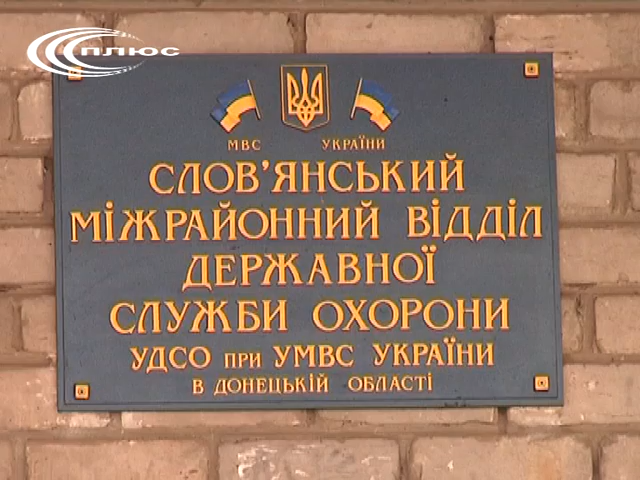 ПЛЮС
МВС УКРАЇНИ
СЛОВ'ЯНСЬКИЙ
МІЖРАЙОННИЙ ВІДДІЛ
ДЕРЖАВНОЇ
СЛУЖБИ ОХОРОНИ
УДСО ПРИ УМВС УКРАЇНИ
В ДОНЕЦЬКІЙ ОБЛАСТІ